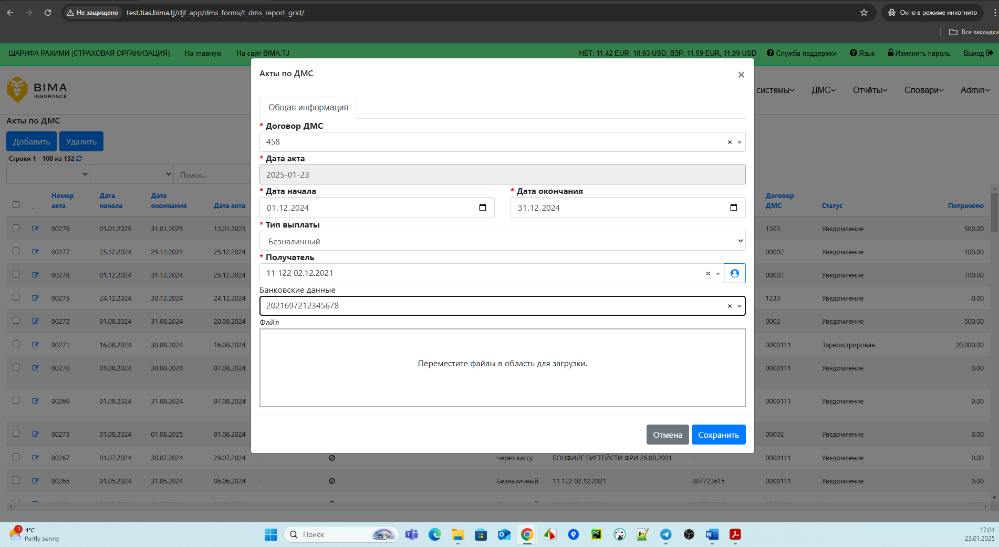 Не защищено
test.tias.bima.tj/djf_app/dms_forms/t_dms_report_grid/
Окно в режиме инкогнито
Все закладки
ШАРИФА РАХИМИ (СТРАХОВАЯ ОРГАНИЗАЦИЯ) На главную На сайт BIMA.TJ НБТ: 11.42 EUR, 10.93 USD; ВЗР: 11.59 EUR, 11.09 USD Служба поддержки Язык Изменить пароль Выход
BIMA
INSURANCE
системы ДМС Отчёты Словари Admin
Акты по ДМС
Добавить Удалить
Строки 1 - 100 из 132
Поиск...
Номер акта Дата начала Дата окончания Дата акта Договор ДМС Статус Потрачено
00279 01.01.2025 31.01.2025 13.01.2025 1303 Уведомление 500.00
00277 25.12.2024 25.12.2024 25.12.2024 00002 Уведомление 100.00
00278 01.12.2024 31.12.2024 25.12.2024 00002 Уведомление 700.00
00275 24.12.2024 30.12.2024 24.12.2024 1233 Уведомление 0.00
00272 01.08.2024 31.08.2024 20.08.2024 0002 Уведомление 500.00
00271 16.08.2024 30.08.2024 16.08.2024 0000111 Зарегистрирован 20,000.00
00270 01.08.2024 31.08.2024 07.08.2024 0000111 Уведомление 0.00
00269 01.08.2024 31.08.2024 07.08.2024 0000111 Уведомление 0.00
00273 01.08.2024 01.08.2025 01.08.2024 00002 Уведомление 0.00
00267 01.07.2024 30.07.2024 29.07.2024 - через кассу БОНФИЛЕ БИГТЕЙСТИ ФРИ 26.08.2001 - 0000111 Уведомление 0.00
00265 01.05.2024 31.05.2024 06.06.2024 - Безналичный 11 122 02.12.2021 807723615 0000111 Уведомление 0.00
Акты по ДМС
×
Общая информация
* Договор ДМС
458 ×
* Дата акта
2025-01-23
* Дата начала * Дата окончания
01.12.2024 31.12.2024
* Тип выплаты
Безналичный
* Получатель
11 122 02.12.2021 ×
Банковские данные
2021697212345678 ×
Файл
Переместите файлы в область для загрузки.
Отмена Сохранить
1
4°C
Partly sunny
Поиск
17:04
23.01.2025